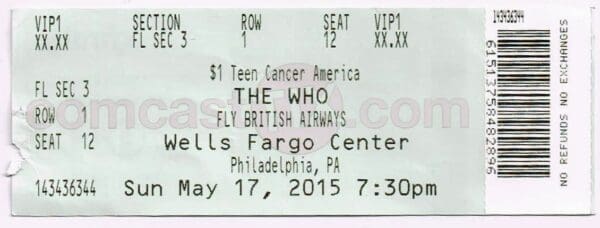 VIP1 SECTION ROW SEAT VIP1
XX.XX FL SEC 3 1 12 XX.XX
$1 Teen Cancer America
FL SEC 3 THE WHO
comcasttix.com
ROW 1 FLY BRITISH AIRWAYS
SEAT 12 Wells Fargo Center
Philadelphia, PA
143436344 Sun May 17, 2015 7:30pm
143436344
61513758482896
NO REFUNDS NO EXCHANGES